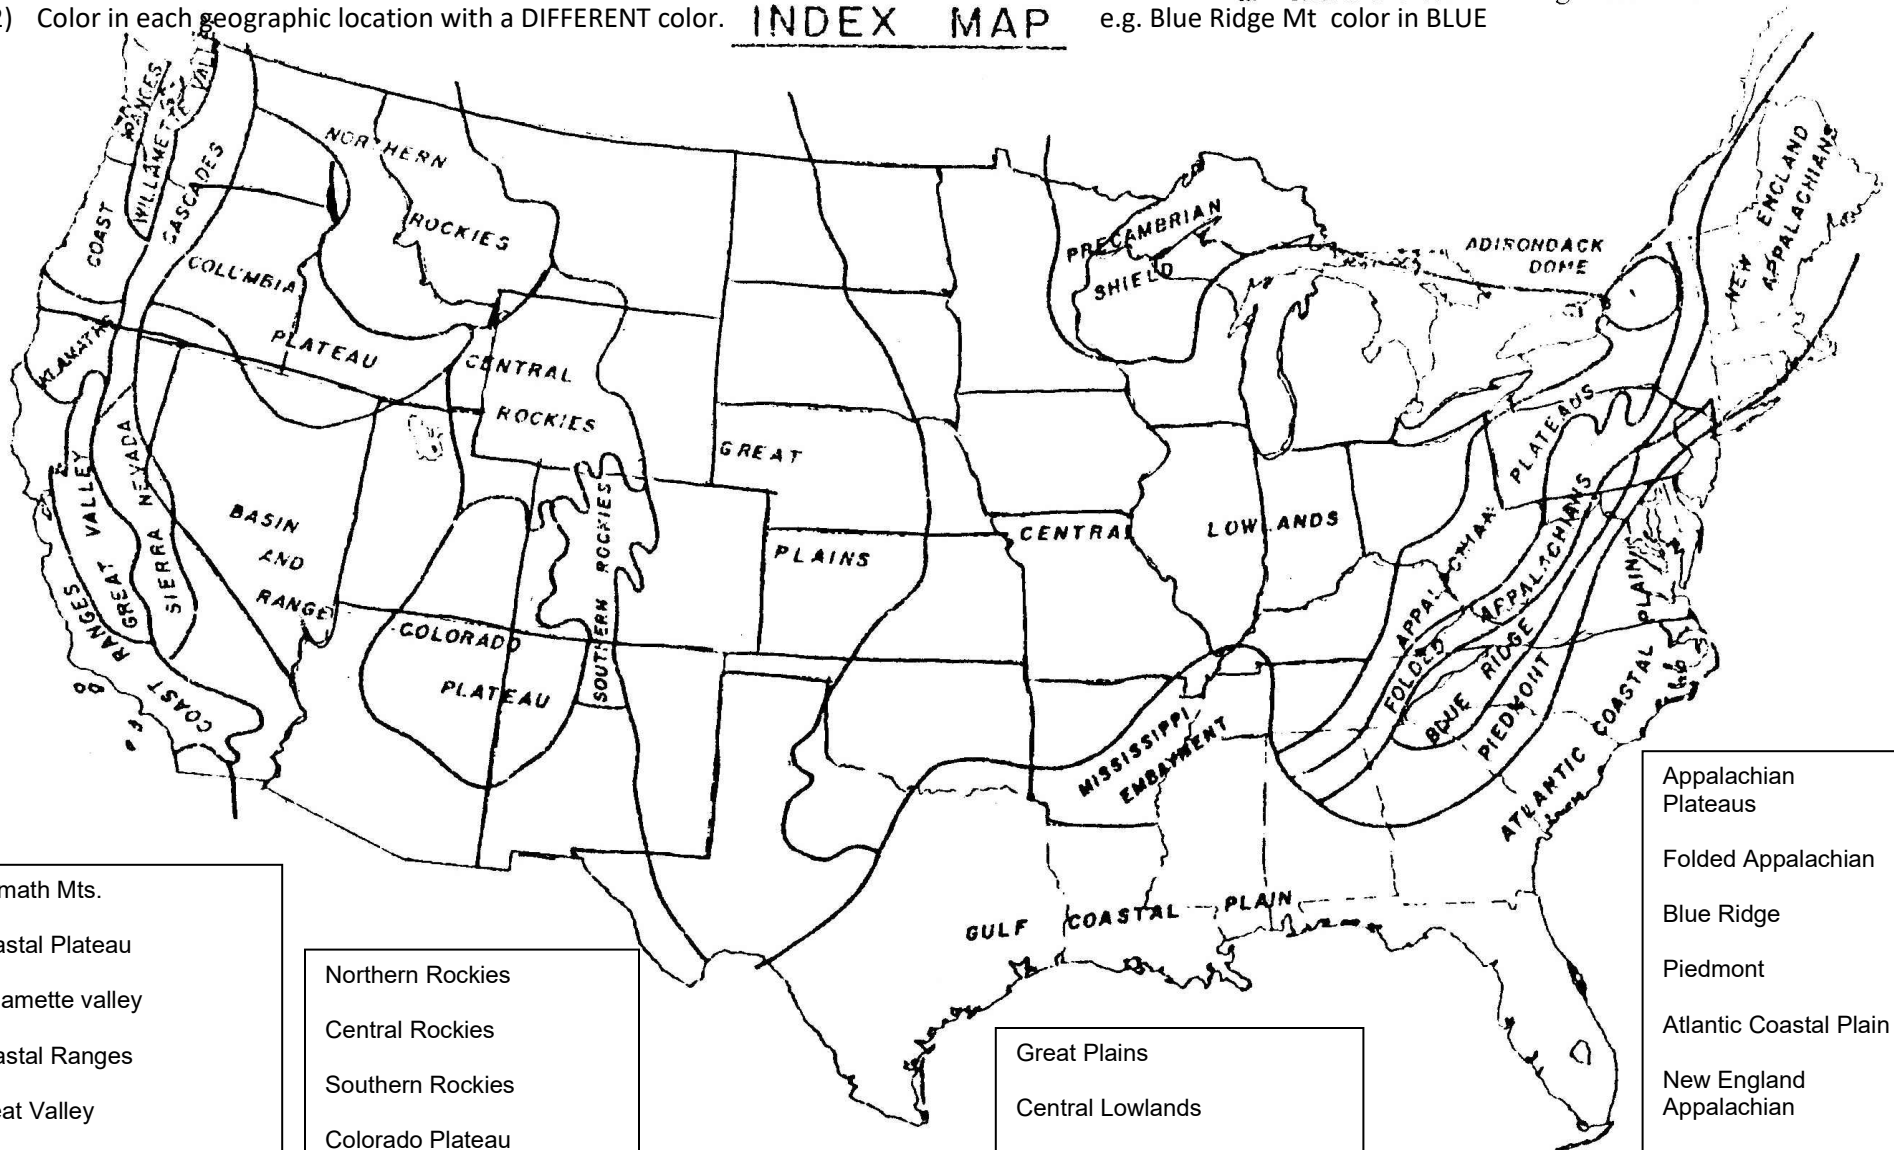 2) Color in each geographic location with a DIFFERENT color.
INDEX MAP
e.g. Blue Ridge Mt color in BLUE
RANGES
WILLAMETTE
VALLEY
COAST
CASCADES
NORTHERN
ROCKIES
COLUMBIA
PLATEAU
KLAMATHS
CENTRAL
ROCKIES
GREAT
PLAINS
GREAT VALLEY
SIERRA NEVADA
BASIN
AND
RANGE
COAST RANGES
COLORADO
PLATEAU
SOUTHERN ROCKIES
PRECAMBRIAN
SHIELD
ADIRONDACK
DOME
NEW ENGLAND
APPALACHIANS
CENTRAL LOWLANDS
PLATEAUS
FOLDED APPALACHIANS
BLUE RIDGE
PIEDMONT
ATLANTIC COASTAL PLAIN
MISSISSIPPI
EMBAYMENT
GULF COASTAL PLAIN
math Mts.
astal Plateau
amette valley
astal Ranges
eat Valley
Northern Rockies
Central Rockies
Southern Rockies
Colorado Plateau
Great Plains
Central Lowlands
Appalachian
Plateaus
Folded Appalachian
Blue Ridge
Piedmont
Atlantic Coastal Plain
New England
Appalachian